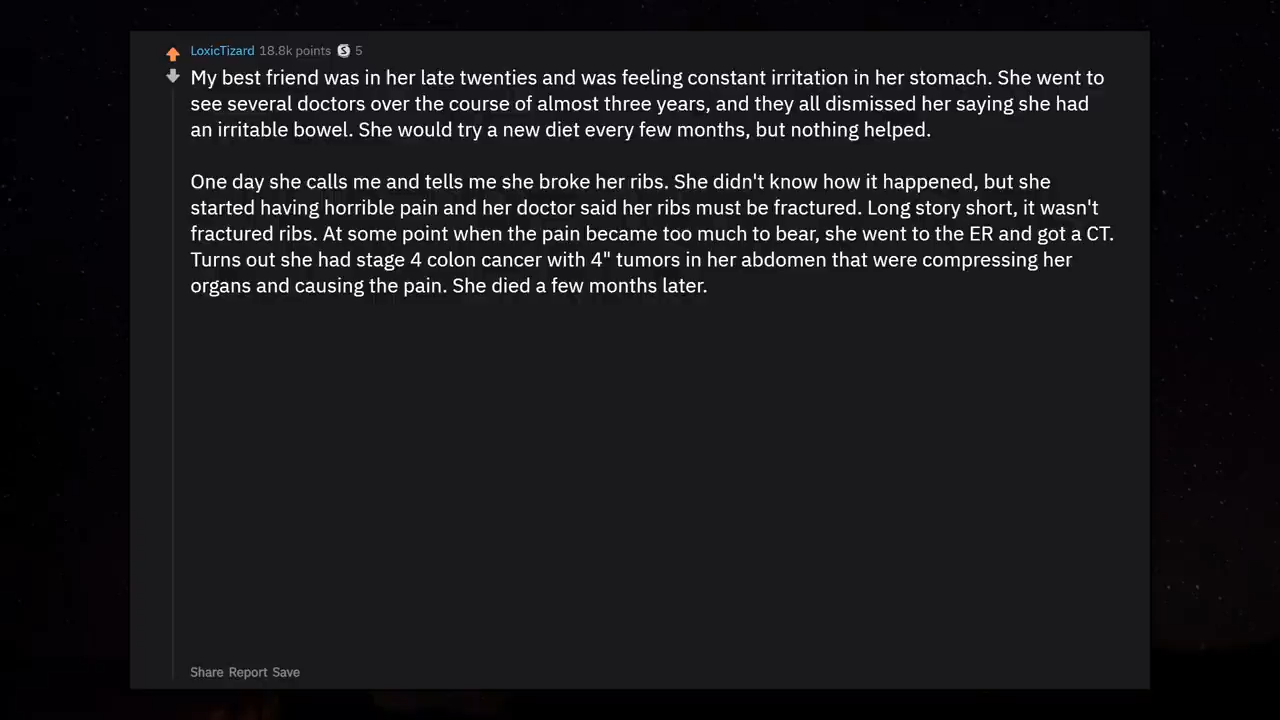 LoxicTizard 18.8k points S 5
My best friend was in her late twenties and was feeling constant irritation in her stomach. She went to
see several doctors over the course of almost three years, and they all dismissed her saying she had
an irritable bowel. She would try a new diet every few months, but nothing helped.
One day she calls me and tells me she broke her ribs. She didn't know how it happened, but she
started having horrible pain and her doctor said her ribs must be fractured. Long story short, it wasn't
fractured ribs. At some point when the pain became too much to bear, she went to the ER and got a CT.
Turns out she had stage 4 colon cancer with 4" tumors in her abdomen that were compressing her
organs and causing the pain. She died a few months later.
Share Report Save